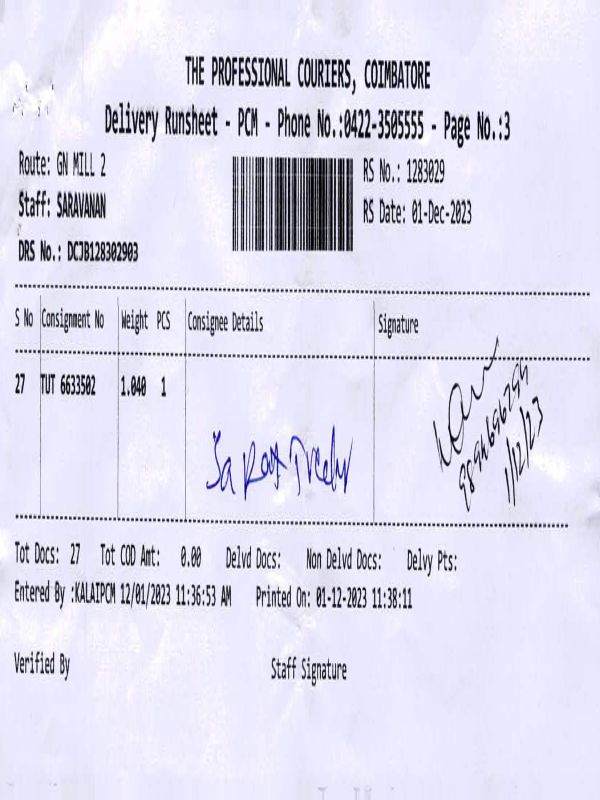 THE PROFESSIONAL COURIERS, COIMBATORE
Delivery Runsheet - PCM - Phone No.:0422-3505555 - Page No.:3
Route: GN MILL 2
RS No.: 1283029
Staff: SARAVANAN
RS Date: 01-Dec-2023
DRS No.: DCJB128302903
S No Consignment No Weight PCS Consignee Details Signature
27 TUT 6633502 1.040 1
1/12/23
Tot Docs: 27 Tot COD Amt: 0.00 Delvd Docs: Non Delvd Docs: Delvy Pts:
Entered By :KALAIPCM 12/01/2023 11:36:53 AM Printed On: 01-12-2023 11:38:11
Verified By Staff Signature